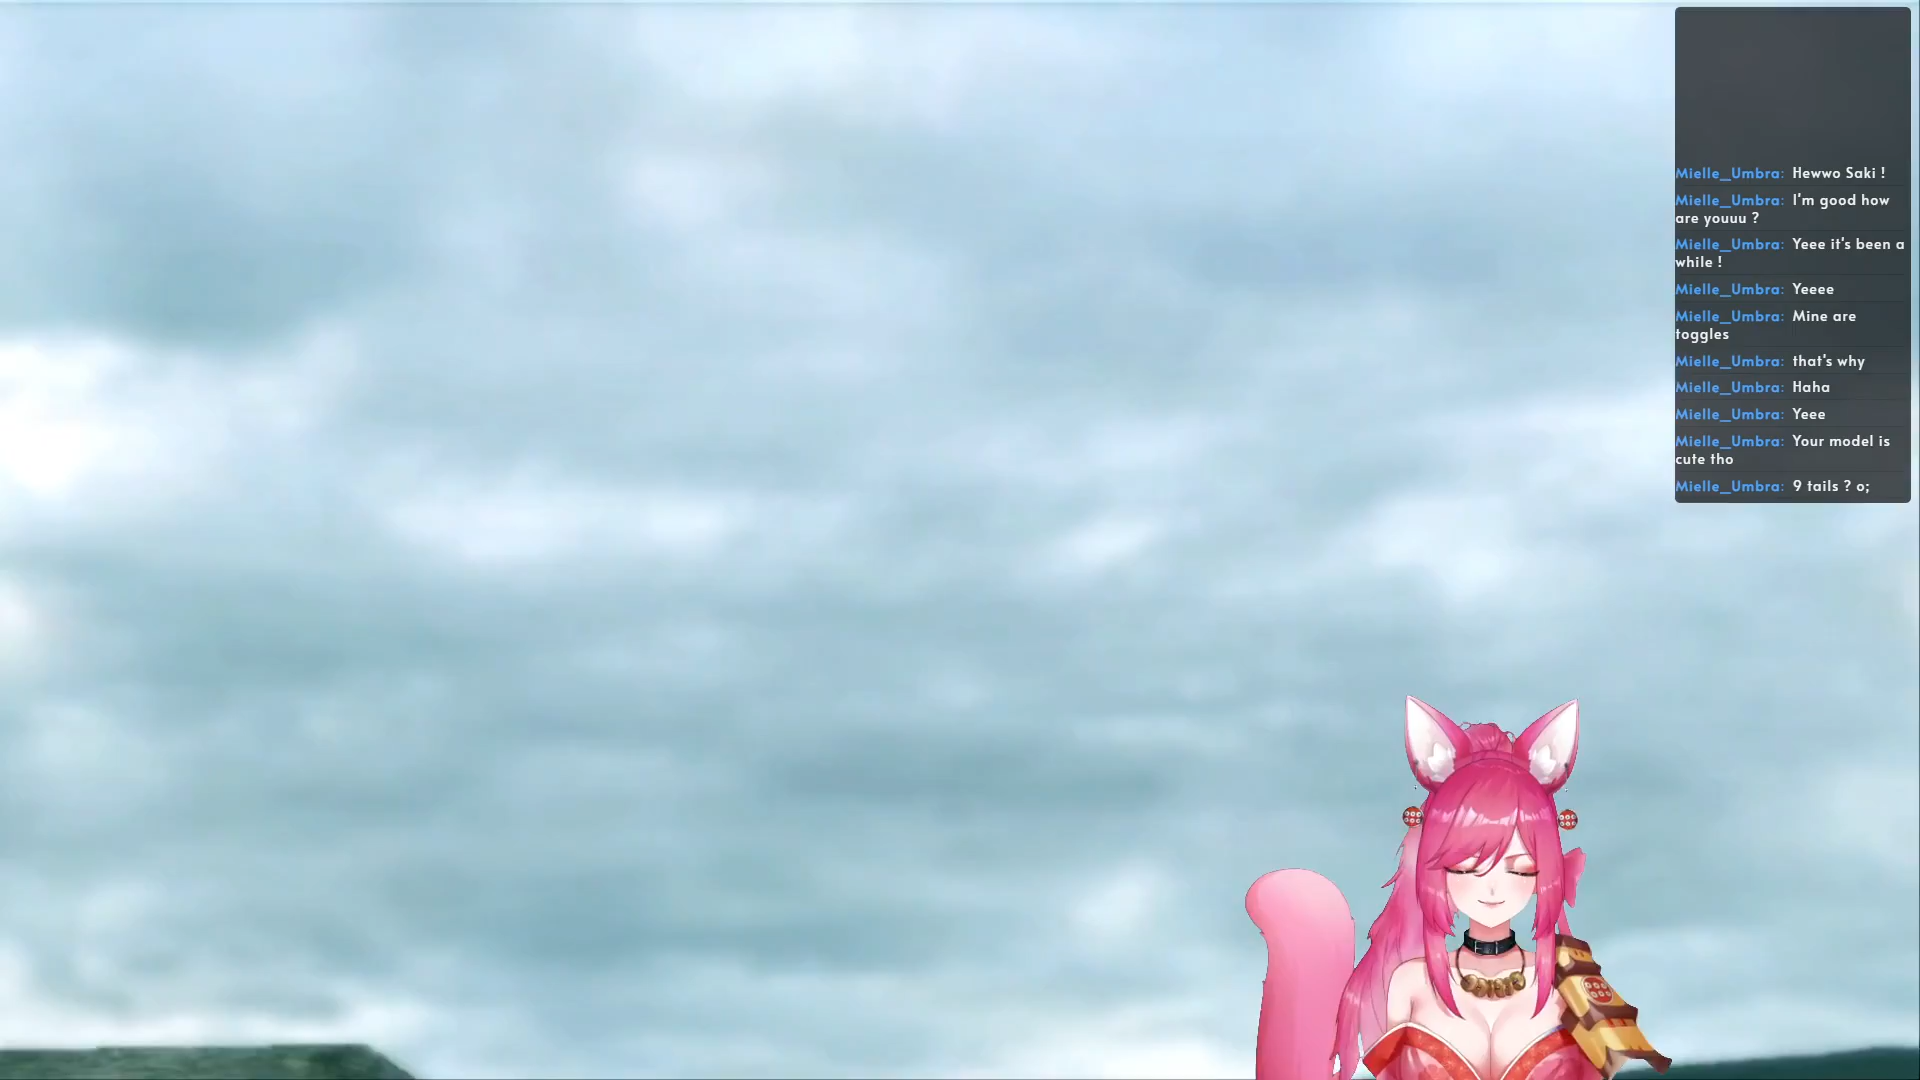 Mielle_Umbra: Hewwo Saki !
Mielle_Umbra: I'm good how
are youuu ?
Mielle_Umbra: Yeee it's been a
while !
Mielle_Umbra: Yeeee
Mielle_Umbra: Mine are
toggles
Mielle_Umbra: that's why
Mielle_Umbra: Haha
Mielle_Umbra: Yeee
Mielle_Umbra: Your model is
cute tho
Mielle_Umbra: 9 tails ? o;